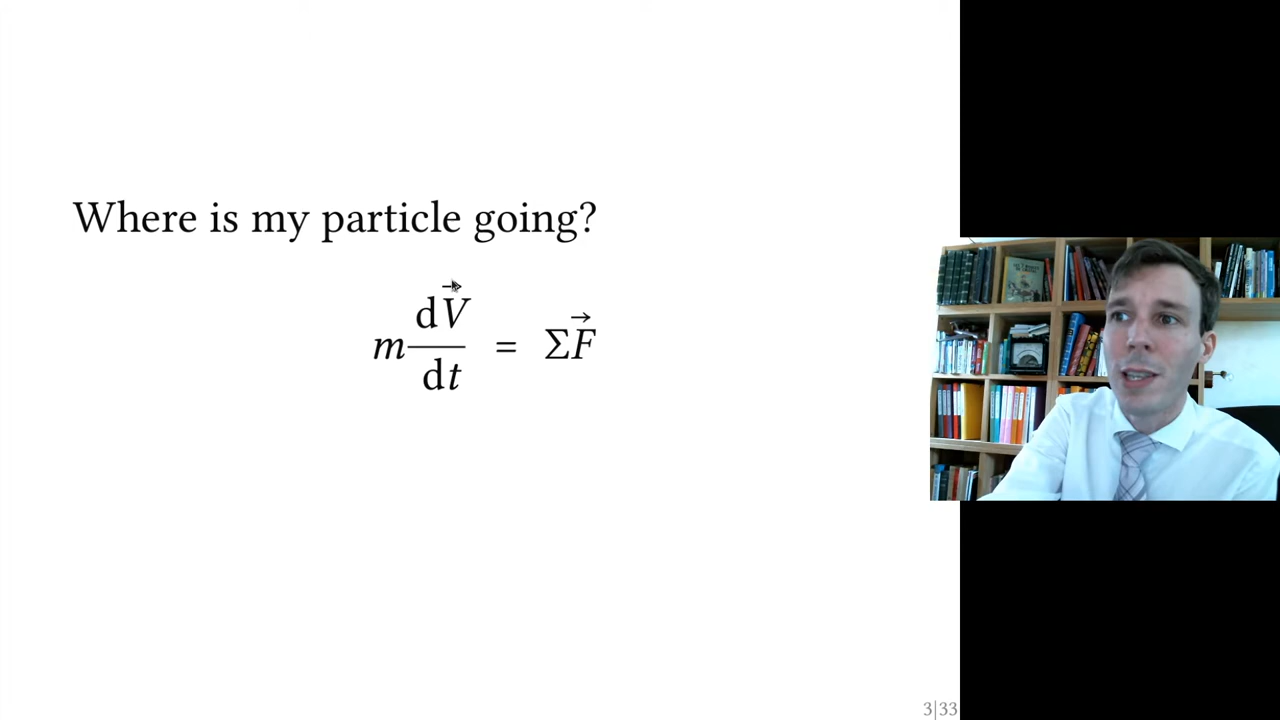 Where is my particle going?
m dV⃗/dt = ΣF⃗
3|33